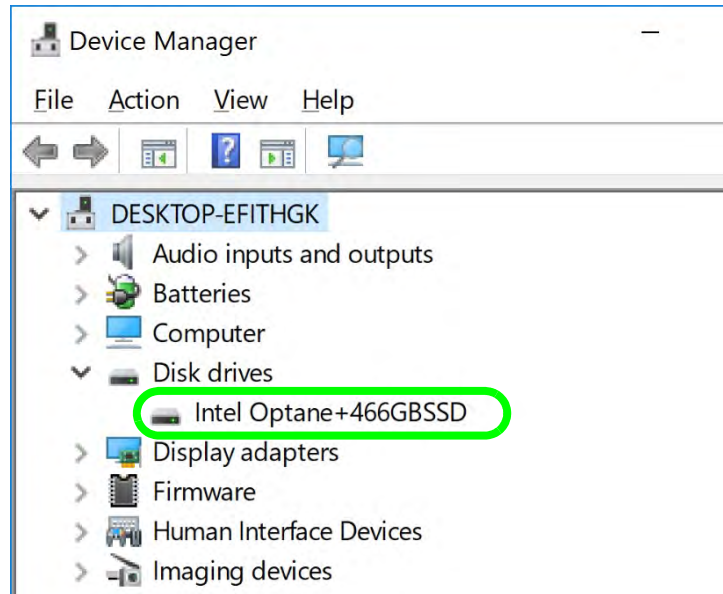 Device Manager
File Action View Help
DESKTOP-EFITHGK
Audio inputs and outputs
Batteries
Computer
Disk drives
Intel Optane+466GBSSD
Display adapters
Firmware
Human Interface Devices
Imaging devices